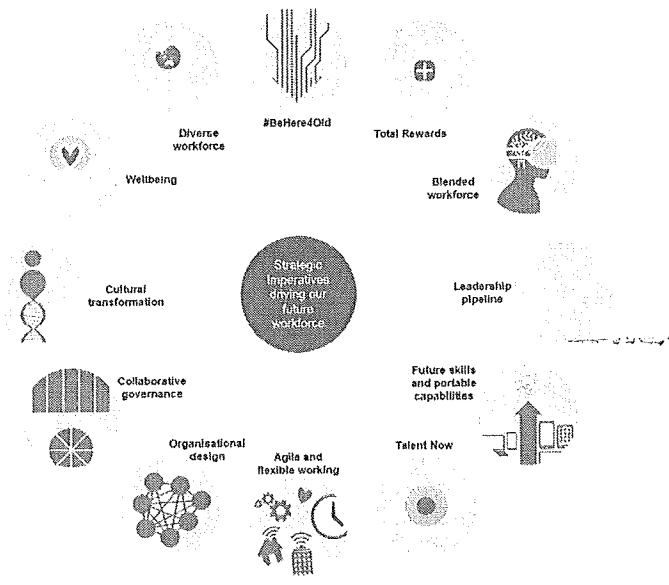 #BeHere4Old
Diverse
workforce
Total Rewards
Wellbeing
Blended
workforce
Cultural
transformation
Strategic
Imperatives
driving our
future
workforce
Leadership
pipeline
Collaborative
governance
Future skills
and portable
capabilities
Organisational
design
Agile and
flexible working
Talent Now